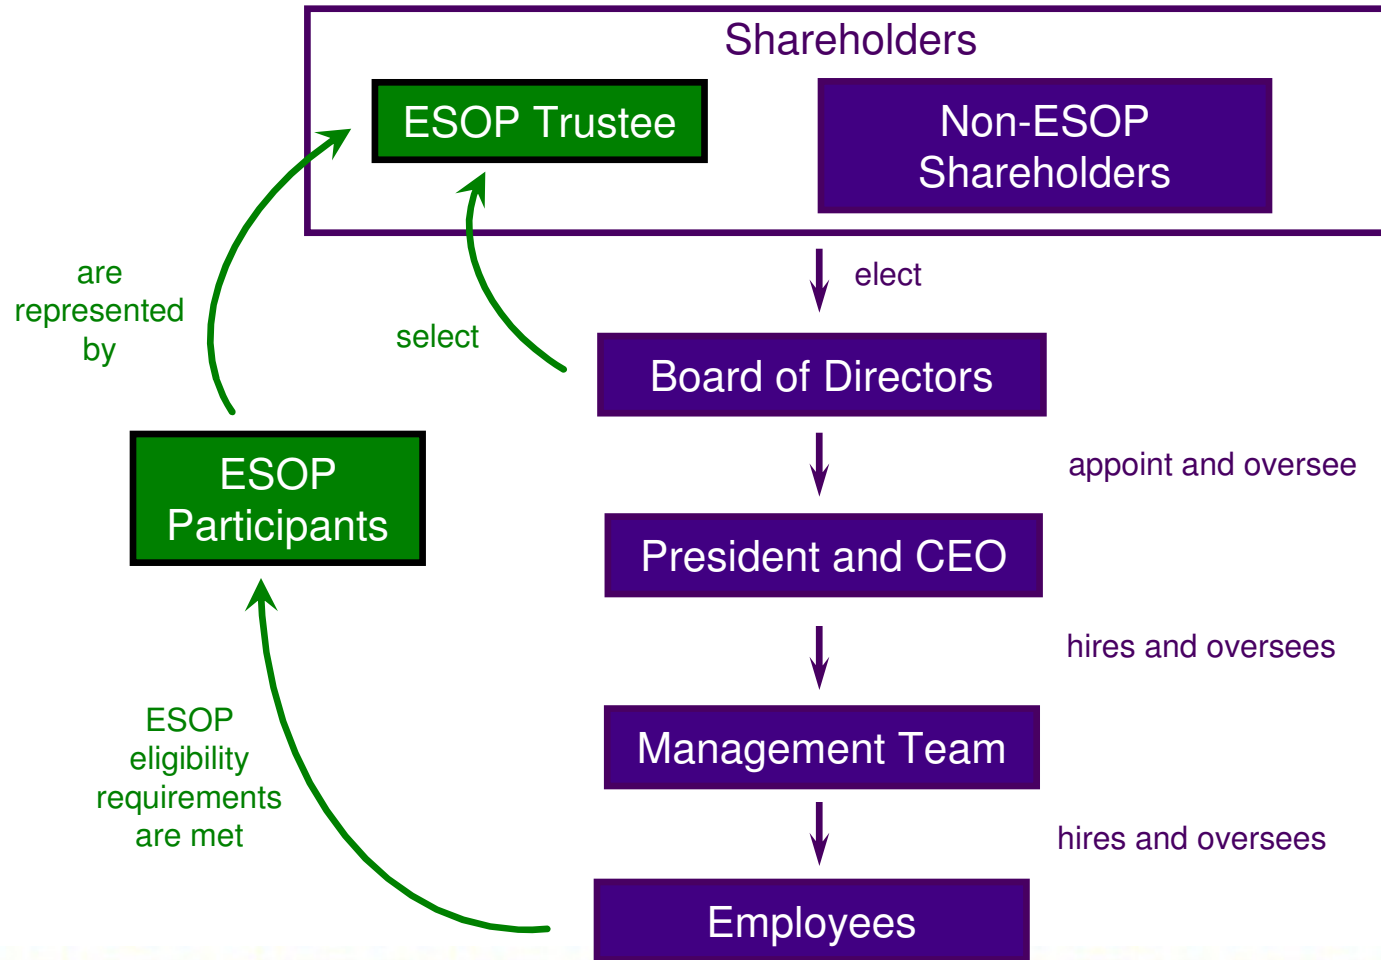 Shareholders
ESOP Trustee
Non-ESOP
Shareholders
elect
are
represented
by
select
Board of Directors
appoint and oversee
ESOP
Participants
President and CEO
hires and oversees
ESOP
eligibility
requirements
are met
Management Team
hires and oversees
Employees